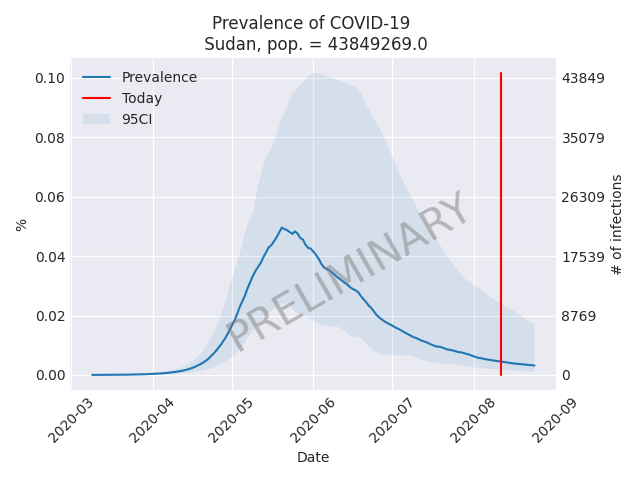 Prevalence of COVID-19
Sudan, pop. = 43849269.0
Prevalence
Today
95CI
0.10
0.08
0.06
0.04
0.02
0.00
%
43849
35079
26309
17539
8769
0
# of infections
PRELIMINARY
2020-03
2020-04
2020-05
2020-06
2020-07
2020-08
2020-09
Date